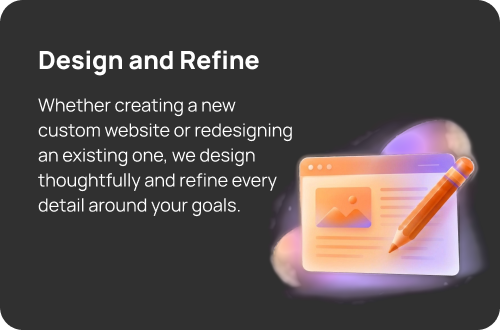 Design and Refine
Whether creating a new
custom website or redesigning
an existing one, we design
thoughtfully and refine every
detail around your goals.